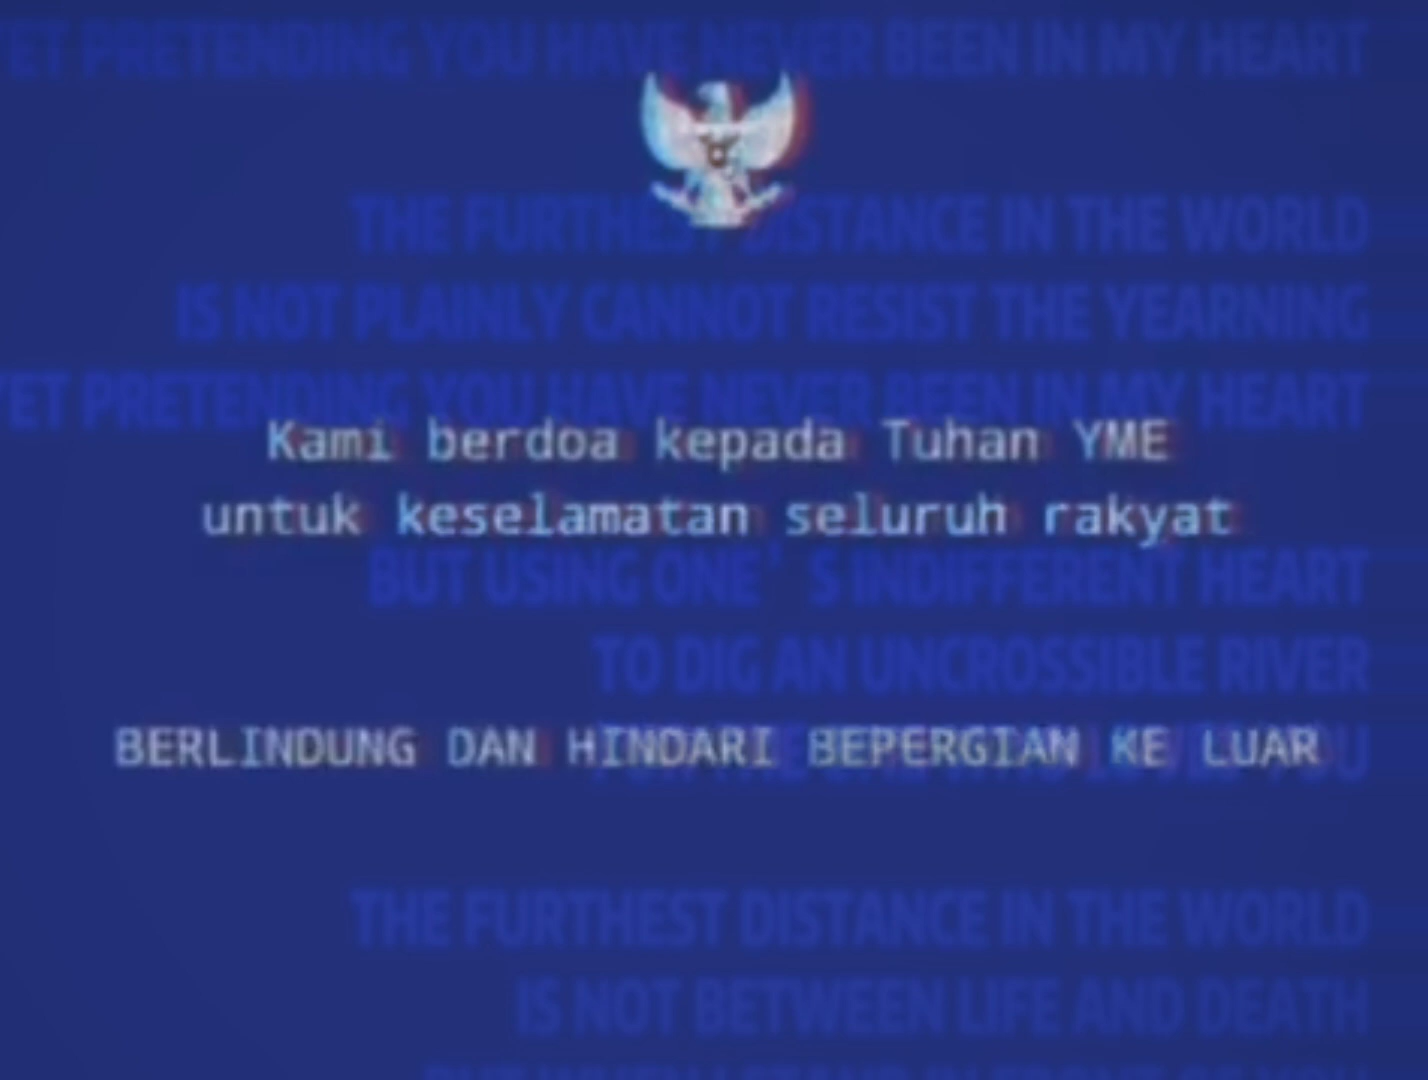 YET PRETENDING YOU HAVE NEVER BEEN IN MY HEART
THE FURTHEST DISTANCE IN THE WORLD
IS NOT PLAINLY CANNOT RESIST THE YEARNING
YET PRETENDING YOU HAVE NEVER BEEN IN MY HEART
Kami berdoa kepada Tuhan YME
untuk keselamatan seluruh rakyat
BUT USING ONE'S INDIFFERENT HEART
TO DIG AN UNCROSSIBLE RIVER
BERLINDUNG DAN HINDARI BEPERGIAN KE LUAR
THE FURTHEST DISTANCE IN THE WORLD
IS NOT BETWEEN LIFE AND DEATH